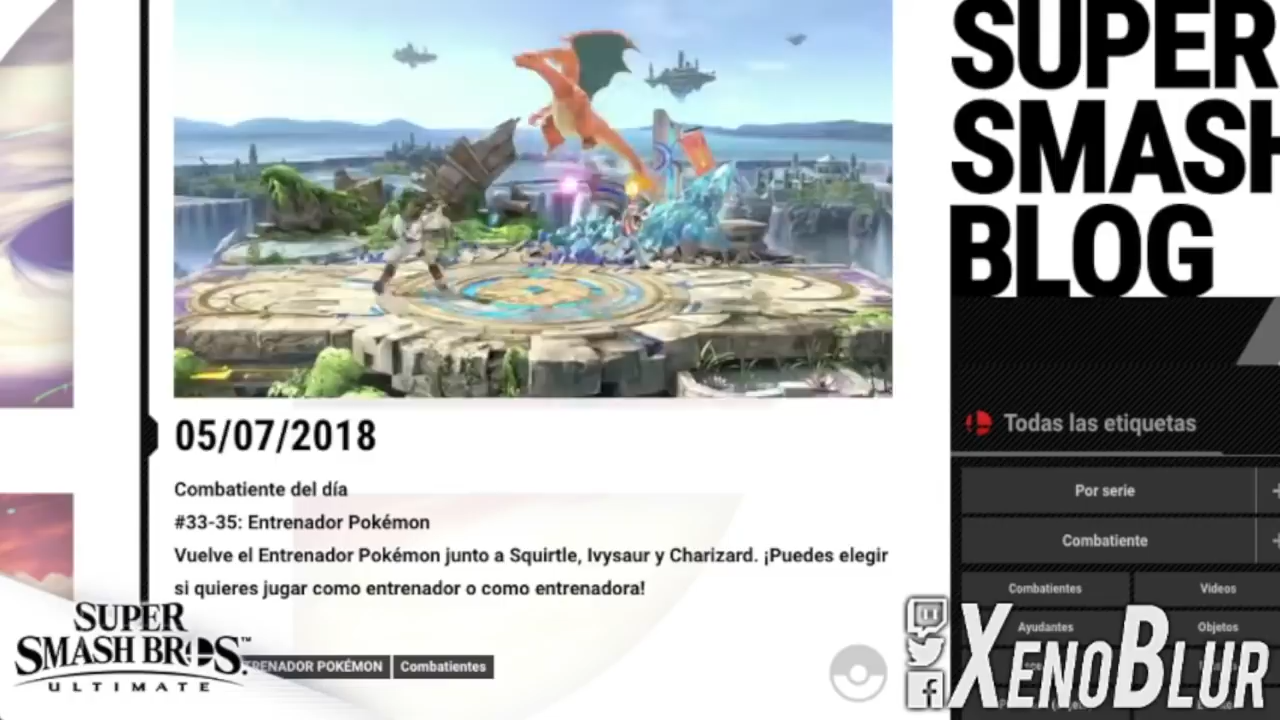 SUPER
SMASH
BLOG
05/07/2018
Combatiente del día
#33-35: Entrenador Pokémon
Vuelve el Entrenador Pokémon junto a Squirtle, Ivysaur y Charizard. ¡Puedes elegir
si quieres jugar como entrenador o como entrenadora!
TRENADOR POKÉMON
Combatientes
Todas las etiquetas
Por serie
Combatiente
Combatientes
Videos
Ayudantes
Objetos
SUPER
SMASH BROS.™
ULTIMATE
XENOBLUR